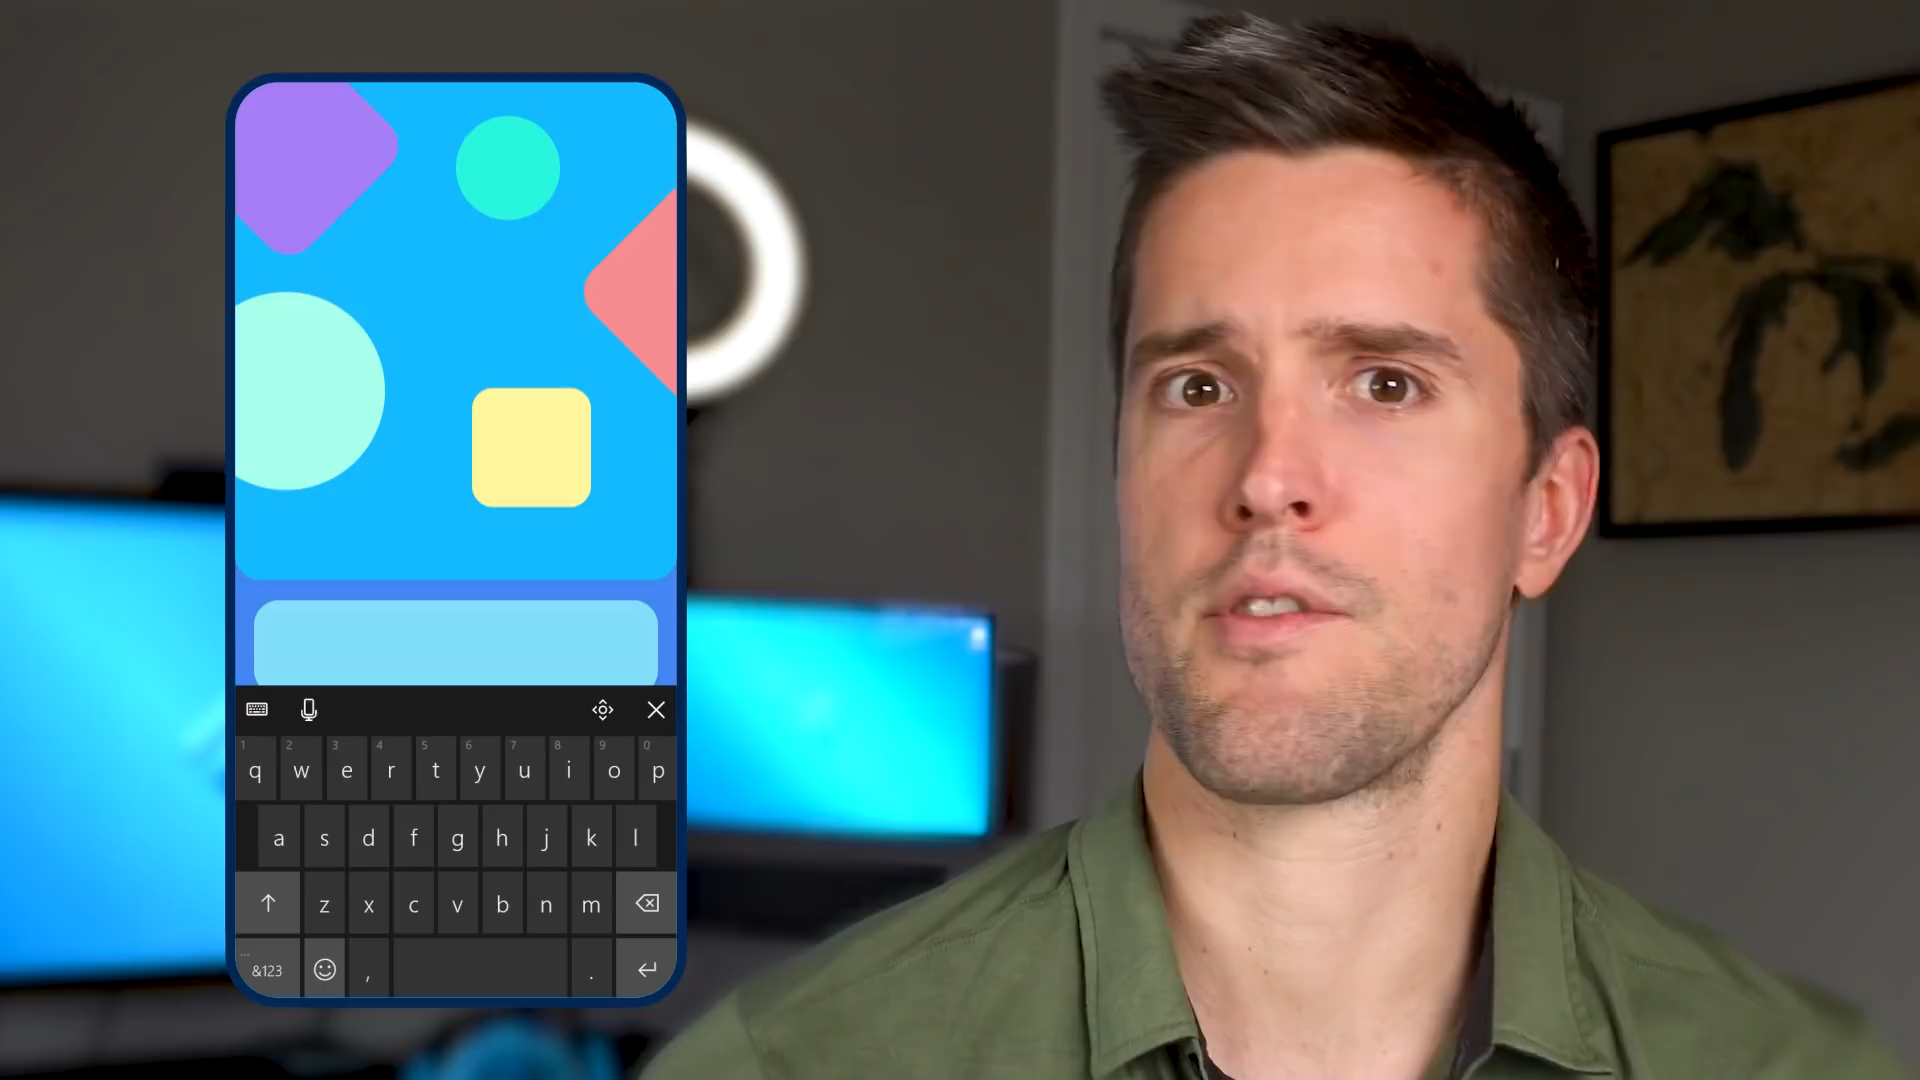 1 2 3 4 5 6 7 8 9 0
q w e r t y u i o p
a s d f g h j k l
z x c v b n m
&123 , .